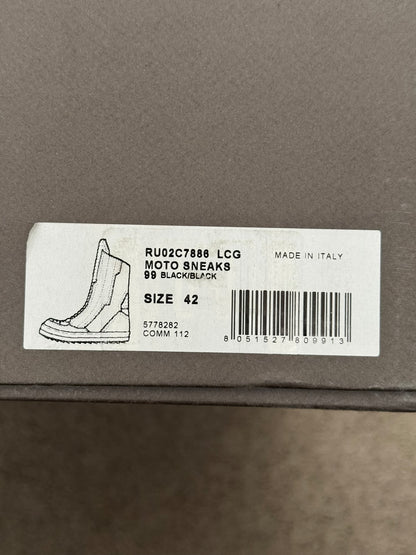 RU02C7886 LCG
MADE IN ITALY
MOTO SNEAKS
99 BLACK/BLACK
SIZE 42
5778282
COMM 112
8 051527 809913